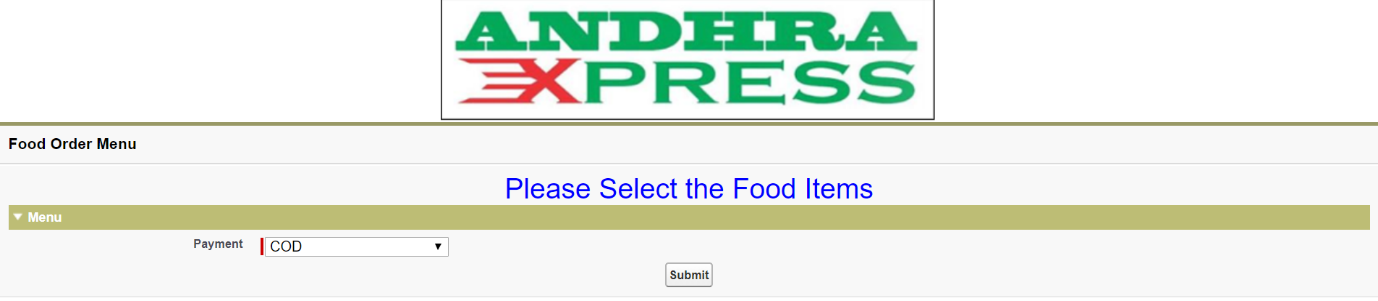 ANDHRA
XPRESS
Food Order Menu
Please Select the Food Items
Menu
Payment COD
Submit